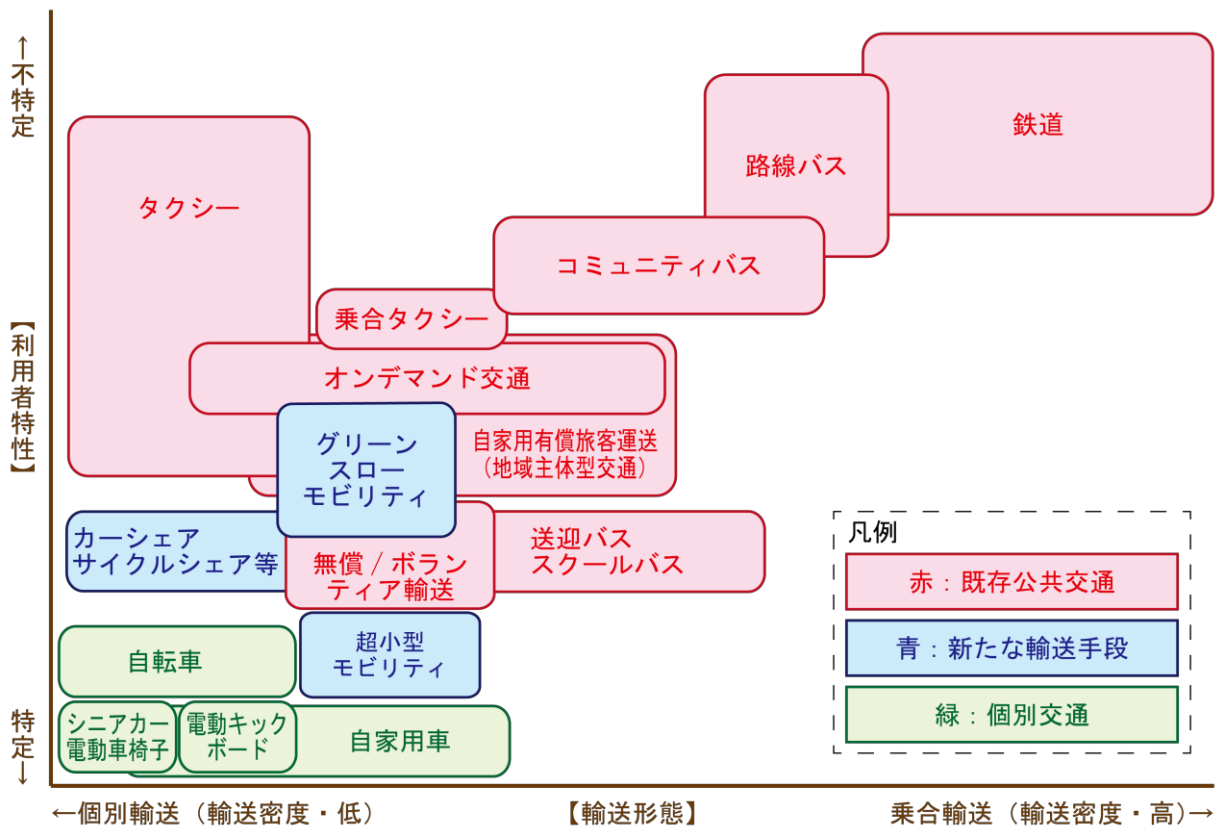 ↑不特定
鉄道
路線バス
タクシー
コミュニティバス
乗合タクシー
【利用者特性】
オンデマンド交通
グリーン
スロー
モビリティ
自家用有償旅客運送
（地域主体型交通）
カーシェア
サイクルシェア等
無償 / ボラン
ティア輸送
送迎バス
スクールバス
凡例
赤：既存公共交通
青：新たな輸送手段
緑：個別交通
自転車
超小型
モビリティ
特定↓
シニアカー
電動車椅子
電動キック
ボード
自家用車
←個別輸送（輸送密度・低）
【輸送形態】
乗合輸送（輸送密度・高）→